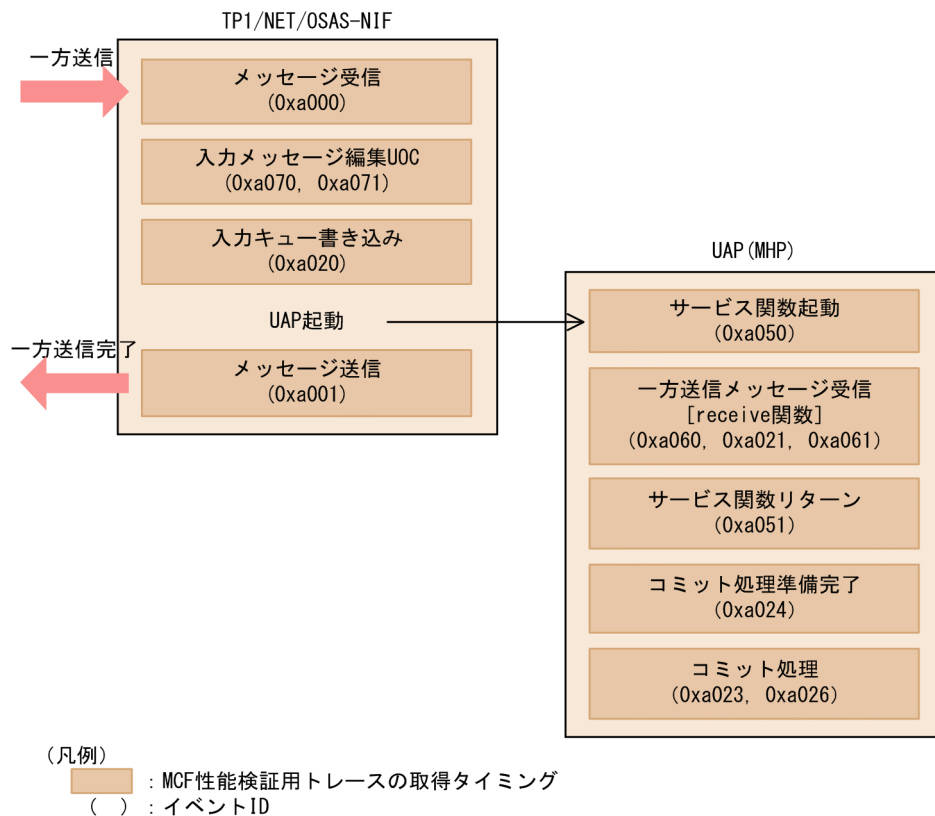 TP1/NET/OSAS-NIF
一方送信
メッセージ受信
(0xa000)
入力メッセージ編集UOC
(0xa070, 0xa071)
入力キュー書き込み
(0xa020)
UAP起動
一方送信完了
メッセージ送信
(0xa001)
UAP(MHP)
サービス関数起動
(0xa050)
一方送信メッセージ受信
[receive関数]
(0xa060, 0xa021, 0xa061)
サービス関数リターン
(0xa051)
コミット処理準備完了
(0xa024)
コミット処理
(0xa023, 0xa026)
(凡例)
：MCF性能検証用トレースの取得タイミング
( )：イベントID